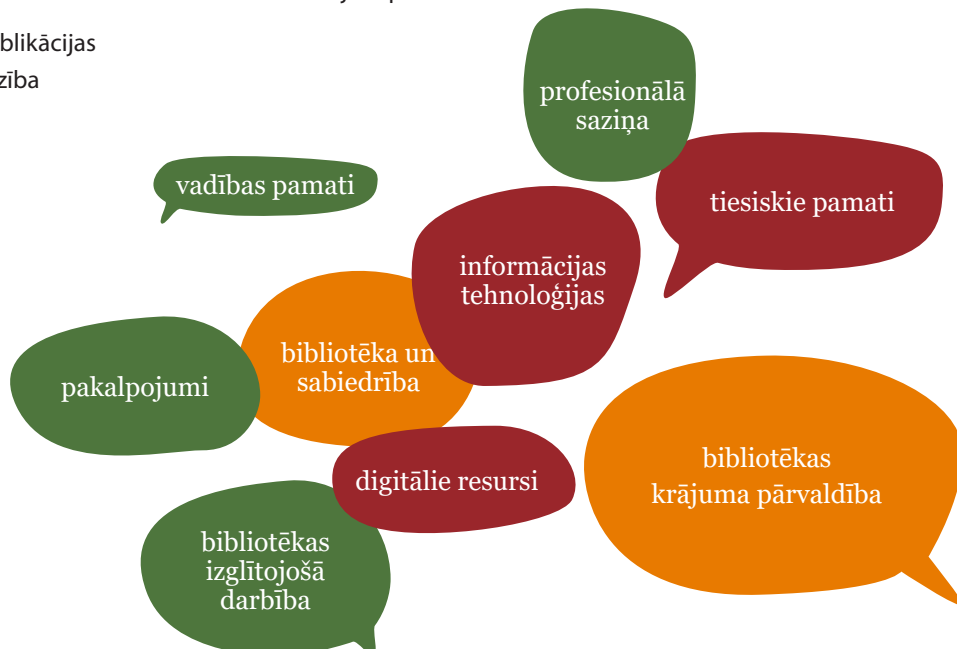 blikācijas
zība
profesionālā
saziņa
vadības pamati
tiesiskie pamati
informācijas
tehnoloģijas
bibliotēka un
sabiedrība
pakalpojumi
bibliotēkas
krājuma pārvaldība
digitālie resursi
bibliotēkas
izglītojošā
darbība